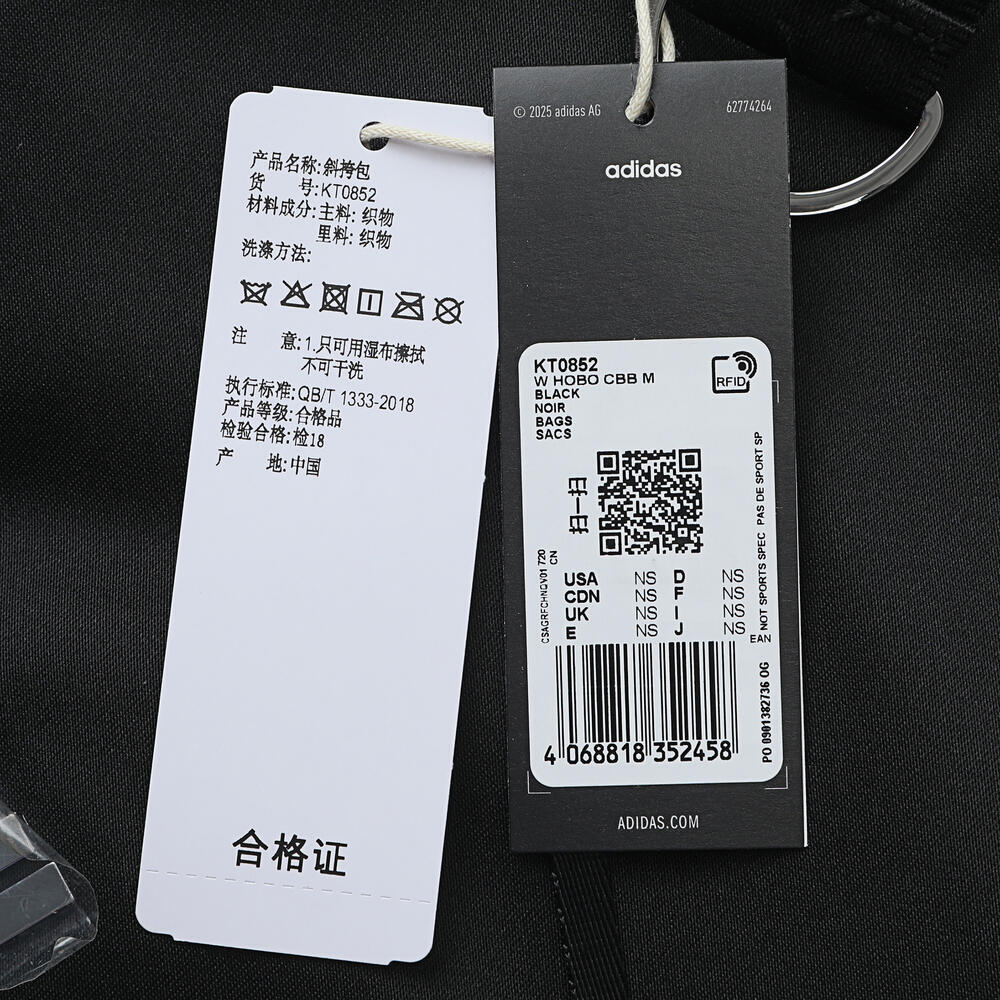 产品名称:斜挎包
货 号:KT0852
材料成分:主料: 织物
里料: 织物
洗涤方法:
注 意:1.只可用湿布擦拭
不可干洗
执行标准:QB/T 1333-2018
产品等级:合格品
检验合格:检18
产 地:中国
合格证
© 2025 adidas AG
62774264
adidas
KT0852
W HOBO CBB M
BLACK
NOIR
BAGS
SACS
RFID
扫一扫
CSAGRFCHNQV01 720
CN
USA NS D NS
CDN NS F NS
UK NS I NS
E NS J NS
EAN
NOT SPORTS SPEC PAS DE SPORT SP
PO 0901382736 OG
4 068818 352458
ADIDAS.COM